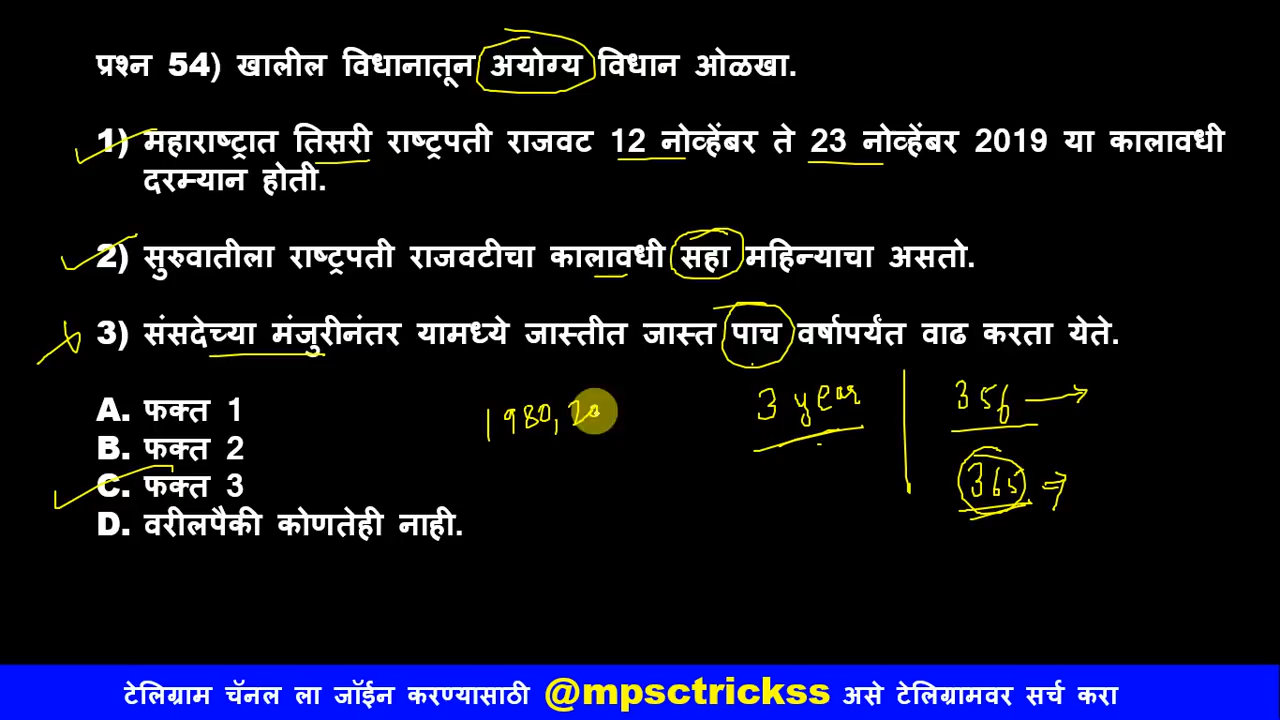 प्रश्न 54) खालील विधानातून अयोग्य विधान ओळखा.
1) महाराष्ट्रात तिसरी राष्ट्रपती राजवट 12 नोव्हेंबर ते 23 नोव्हेंबर 2019 या कालावधी
दरम्यान होती.
2) सुरुवातीला राष्ट्रपती राजवटीचा कालावधी सहा महिन्याचा असतो.
3) संसदेच्या मंजुरीनंतर यामध्ये जास्तीत जास्त पाच वर्षापर्यंत वाढ करता येते.
A. फक्त 1
3 year
356
1980,
B. फक्त 2
C. फक्त 3
365
D. वरीलपैकी कोणतेही नाही.
टेलिग्राम चॅनल ला जॉईन करण्यासाठी @mpsctrickss असे टेलिग्रामवर सर्च करा